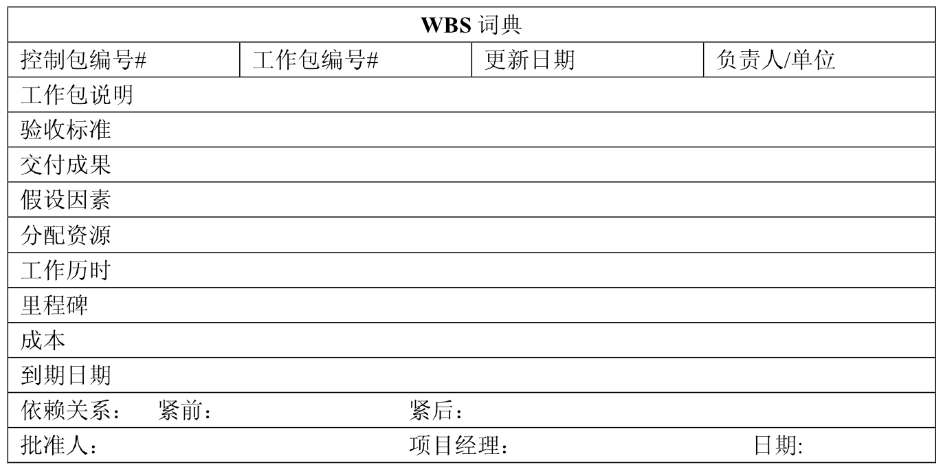 WBS 词典
控制包编号# 工作包编号# 更新日期 负责人/单位
工作包说明
验收标准
交付成果
假设因素
分配资源
工作历时
里程碑
成本
到期日期
依赖关系： 紧前： 紧后：
批准人： 项目经理： 日期: